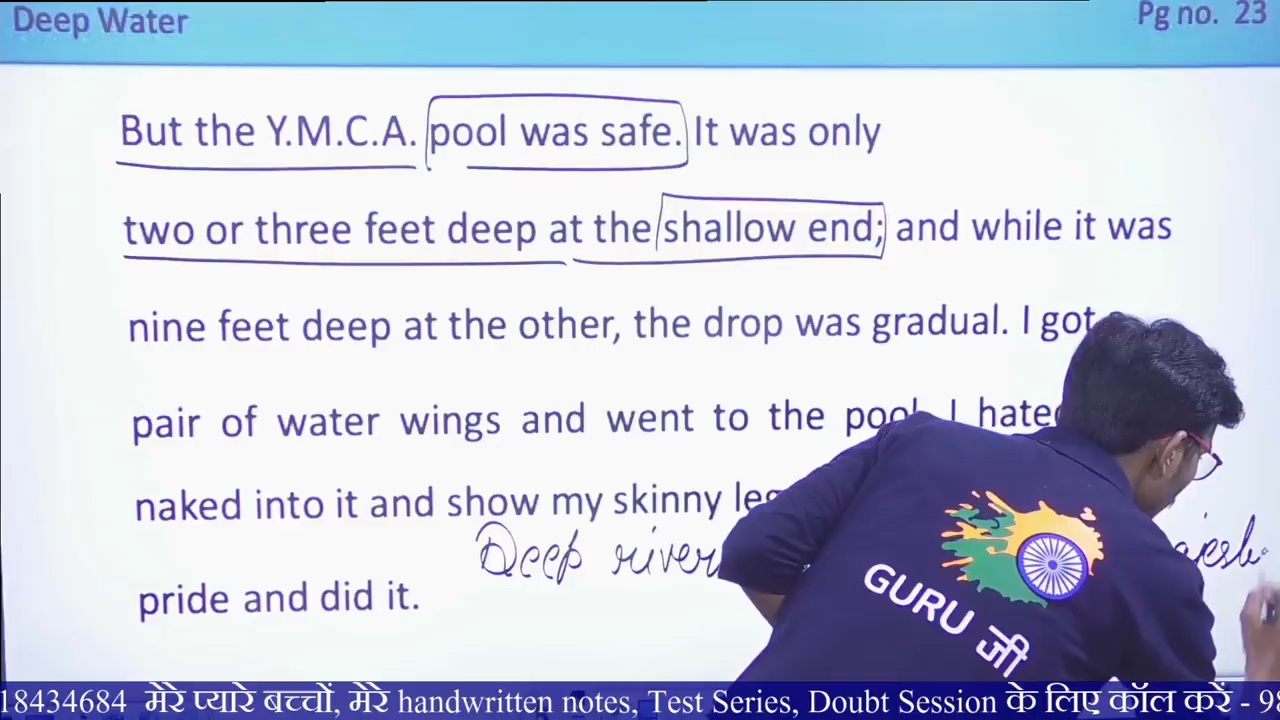 Deep Water
Pg no. 23
But the Y.M.C.A. pool was safe. It was only
two or three feet deep at the shallow end; and while it was
nine feet deep at the other, the drop was gradual. I got
pair of water wings and went to the pool. I hated
naked into it and show my skinny
Deep river
pride and did it.
GURU जी
18434684 मेरे प्यारे बच्चों, मेरे handwritten notes, Test Series, Doubt Session के लिए कॉल करें - 98